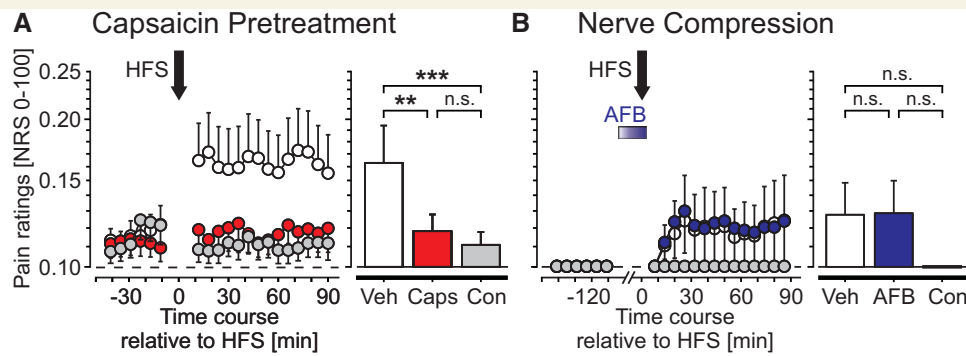 A Capsaicin Pretreatment
B Nerve Compression
Pain ratings [NRS 0-100]
0.25
0.20
0.15
0.10
HFS
-30 0 30 60 90
Time course
relative to HFS [min]
***
** n.s.
Veh Caps Con
HFS
AFB
-120 0 30 60 90
Time course
relative to HFS [min]
n.s.
n.s. n.s.
Veh AFB Con